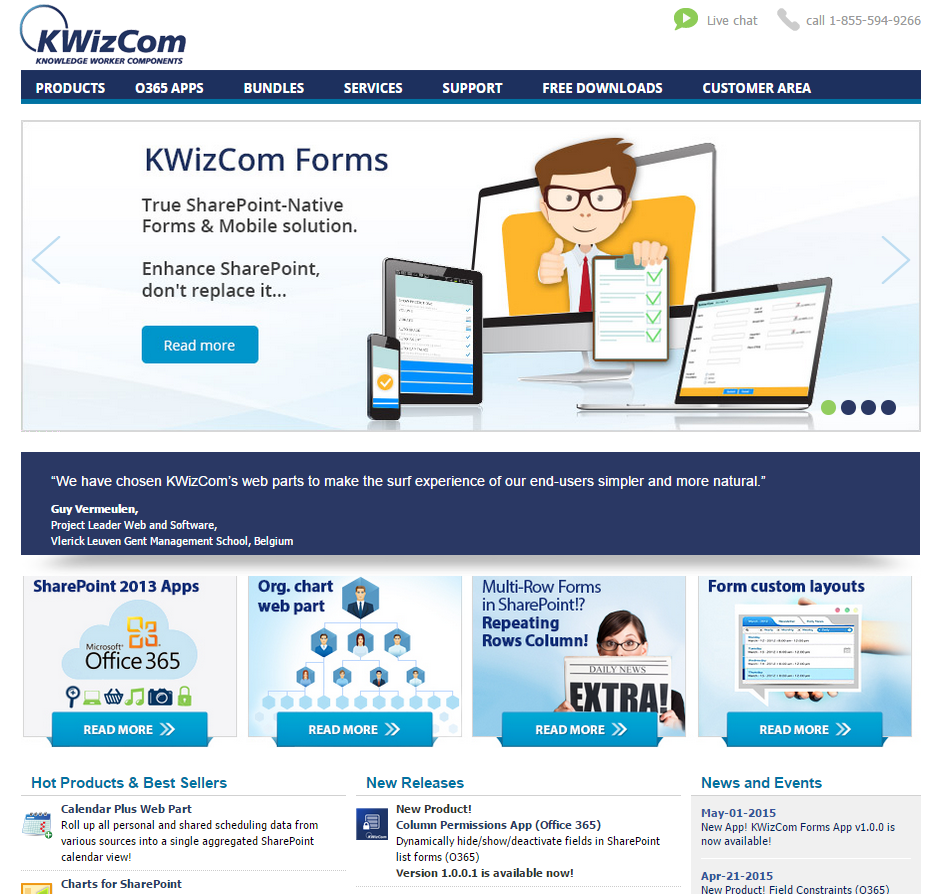 KWizCom
KNOWLEDGE WORKER COMPONENTS
Live chat
call 1-855-594-9266
PRODUCTS O365 APPS BUNDLES SERVICES SUPPORT FREE DOWNLOADS CUSTOMER AREA
KWizCom Forms
True SharePoint-Native
Forms & Mobile solution.
Enhance SharePoint,
don't replace it...
Read more
“We have chosen KWizCom’s web parts to make the surf experience of our end-users simpler and more natural.”
Guy Vermeulen,
Project Leader Web and Software,
Vlerick Leuven Gent Management School, Belgium
SharePoint 2013 Apps
Microsoft
Office 365
READ MORE
Org. chart
web part
READ MORE
Multi-Row Forms
in SharePoint!?
Repeating
Rows Column!
DAILY NEWS
EXTRA!
READ MORE
Form custom layouts
READ MORE
Hot Products & Best Sellers
Calendar Plus Web Part
Roll up all personal and shared scheduling data from
various sources into a single aggregated SharePoint
calendar view!
Charts for SharePoint
New Releases
New Product!
Column Permissions App (Office 365)
Dynamically hide/show/deactivate fields in SharePoint
list forms (O365)
Version 1.0.0.1 is available now!
News and Events
May-01-2015
New App! KWizCom Forms App v1.0.0 is
now available!
Apr-21-2015
New Product! Field Constraints (O365)